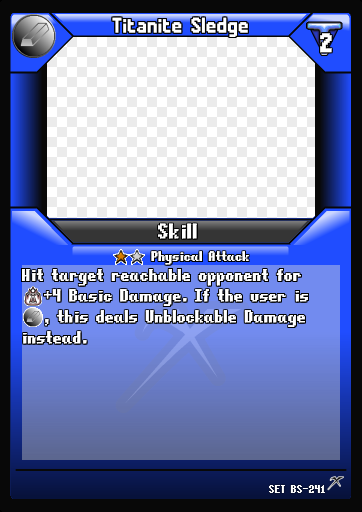 Titanite Sledge
2
Skill
Physical Attack
Hit target reachable opponent for
+4 Basic Damage. If the user is
, this deals Unblockable Damage
instead.
SET BS-241